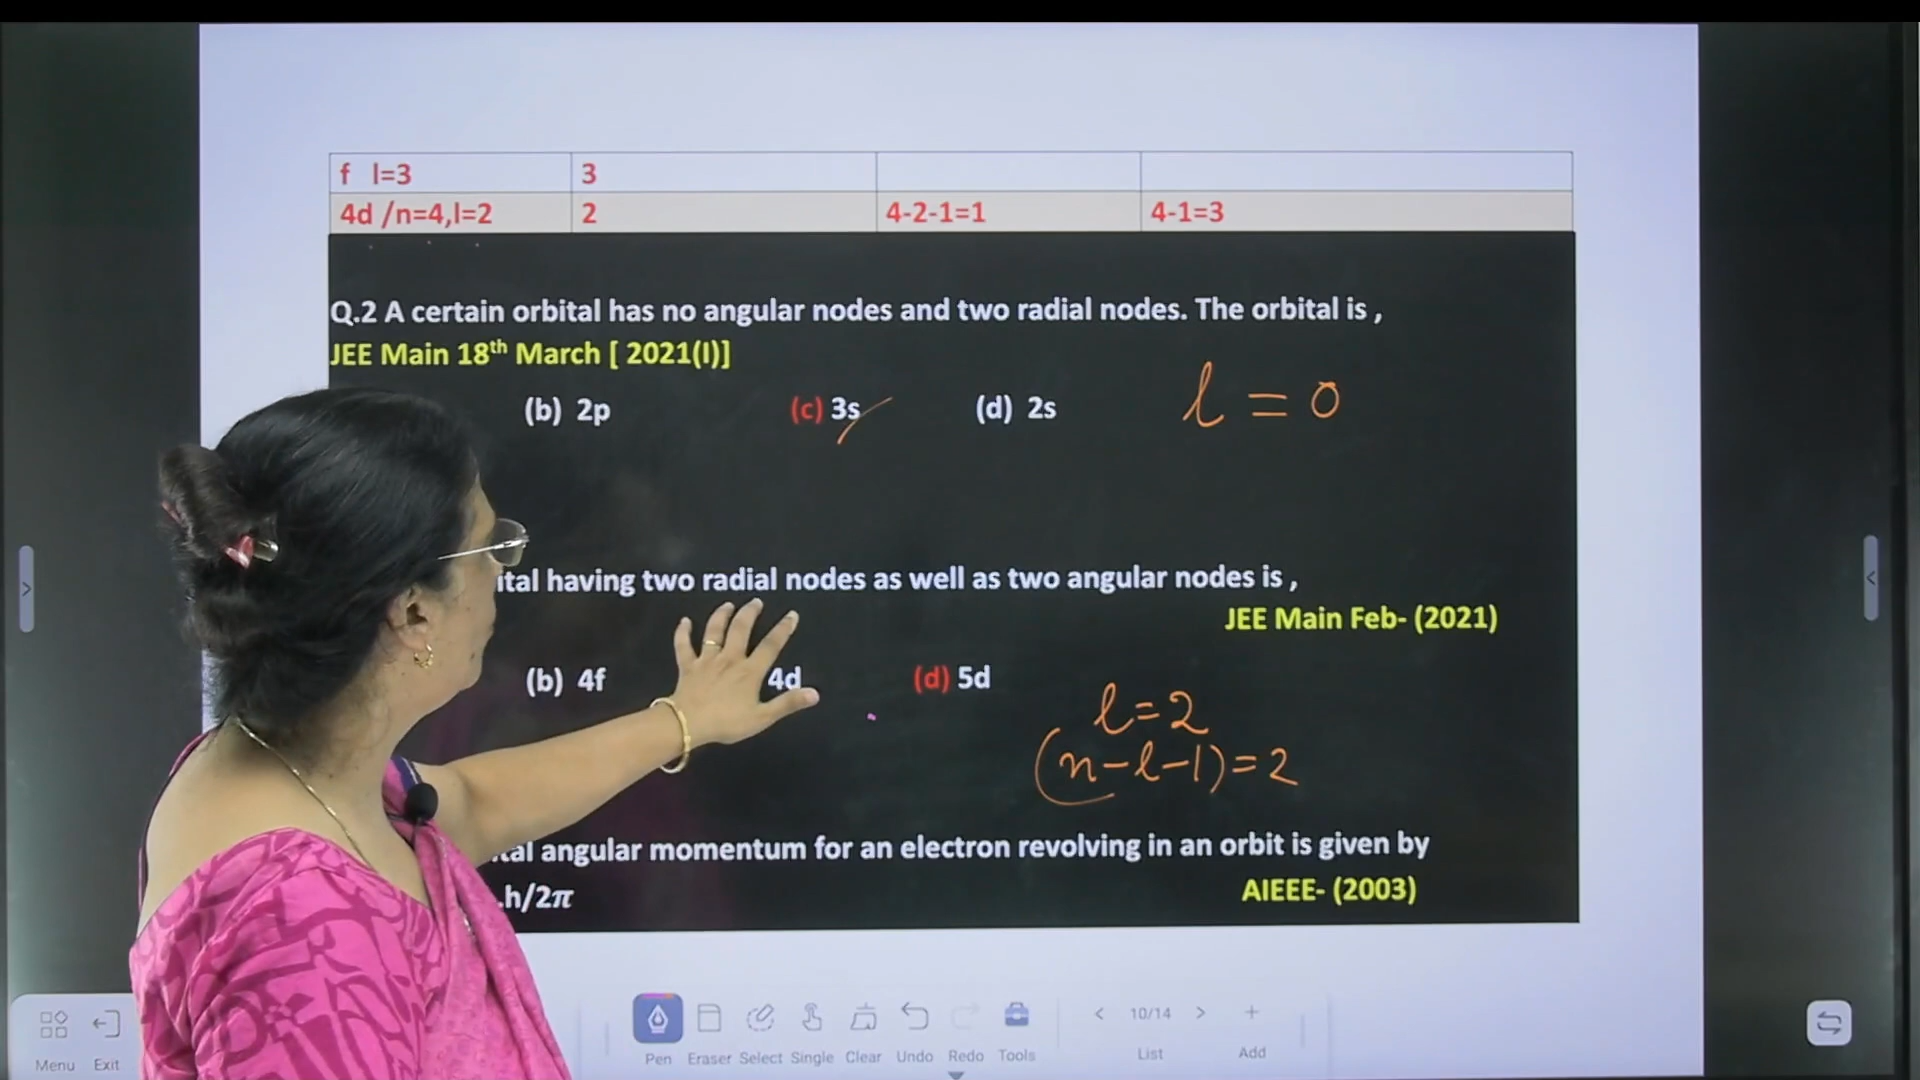 f l=3 3
4d /n=4,l=2 2 4-2-1=1 4-1=3
Q.2 A certain orbital has no angular nodes and two radial nodes. The orbital is ,
JEE Main 18th March [ 2021(I)]
(b) 2p (c) 3s (d) 2s l = 0
ital having two radial nodes as well as two angular nodes is ,
JEE Main Feb- (2021)
(b) 4f 4d (d) 5d
l=2
(n-l-1)=2
tal angular momentum for an electron revolving in an orbit is given by
.h/2π AIEEE- (2003)
< 10/14 > +
Menu Exit Pen Eraser Select Single Clear Undo Redo Tools List Add